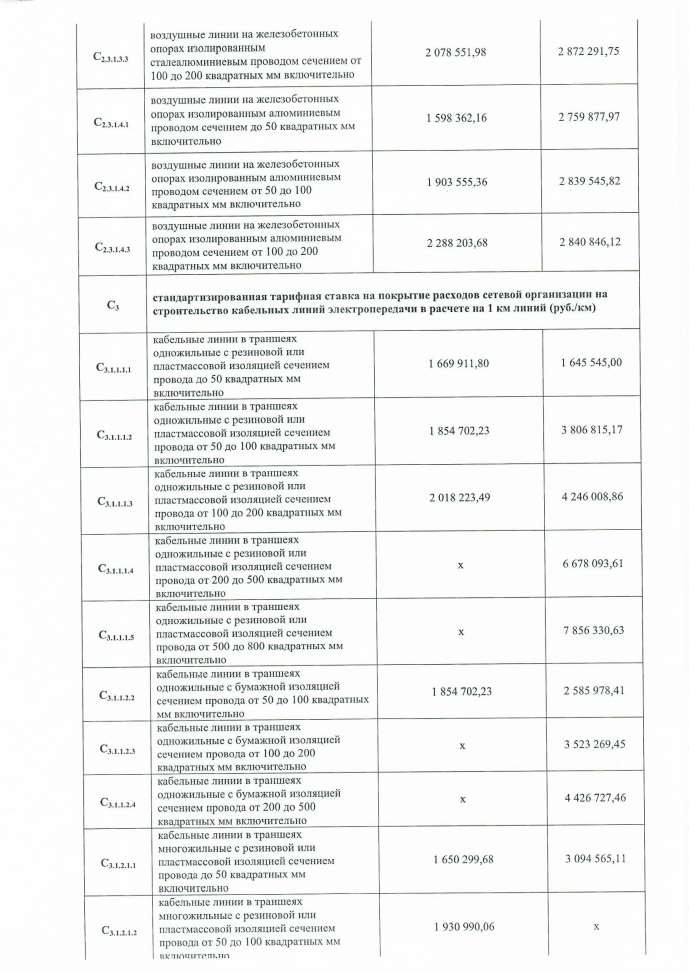 воздушные линии на железобетонных
опорах изолированным
сталеалюминиевым проводом сечением от
100 до 200 квадратных мм включительно
С2.3.1.3.3
2 078 551,98
2 872 291,75
воздушные линии на железобетонных
опорах изолированным алюминиевым
проводом сечением до 50 квадратных мм
включительно
С2.3.1.4.1
1 598 362,16
2 759 877,97
воздушные линии на железобетонных
опорах изолированным алюминиевым
проводом сечением от 50 до 100
квадратных мм включительно
С2.3.1.4.2
1 903 555,36
2 839 545,82
воздушные линии на железобетонных
опорах изолированным алюминиевым
проводом сечением от 100 до 200
квадратных мм включительно
С2.3.1.4.3
2 288 203,68
2 840 846,12
С3
стандартизированная тарифная ставка на покрытие расходов сетевой организации на
строительство кабельных линий электропередачи в расчете на 1 км линий (руб./км)
кабельные линии в траншеях
одножильные с резиновой или
пластмассовой изоляцией сечением
провода до 50 квадратных мм
включительно
С3.1.1.1.1
1 669 911,80
1 645 545,00
кабельные линии в траншеях
одножильные с резиновой или
пластмассовой изоляцией сечением
провода от 50 до 100 квадратных мм
включительно
С3.1.1.1.2
1 854 702,23
3 806 815,17
кабельные линии в траншеях
одножильные с резиновой или
пластмассовой изоляцией сечением
провода от 100 до 200 квадратных мм
включительно
С3.1.1.1.3
2 018 223,49
4 246 008,86
кабельные линии в траншеях
одножильные с резиновой или
пластмассовой изоляцией сечением
провода от 200 до 500 квадратных мм
включительно
С3.1.1.1.4
х
6 678 093,61
кабельные линии в траншеях
одножильные с резиновой или
пластмассовой изоляцией сечением
провода от 500 до 800 квадратных мм
включительно
С3.1.1.1.5
х
7 856 330,63
кабельные линии в траншеях
одножильные с бумажной изоляцией
сечением провода от 50 до 100 квадратных
мм включительно
С3.1.1.2.2
1 854 702,23
2 585 978,41
кабельные линии в траншеях
одножильные с бумажной изоляцией
сечением провода от 100 до 200
квадратных мм включительно
С3.1.1.2.3
х
3 523 269,45
кабельные линии в траншеях
одножильные с бумажной изоляцией
сечением провода от 200 до 500
квадратных мм включительно
С3.1.1.2.4
х
4 426 727,46
кабельные линии в траншеях
многожильные с резиновой или
пластмассовой изоляцией сечением
провода до 50 квадратных мм
включительно
С3.1.2.1.1
1 650 299,68
3 094 565,11
кабельные линии в траншеях
многожильные с резиновой или
пластмассовой изоляцией сечением
провода от 50 до 100 квадратных мм
включительно
С3.1.2.1.2
1 930 990,06
х